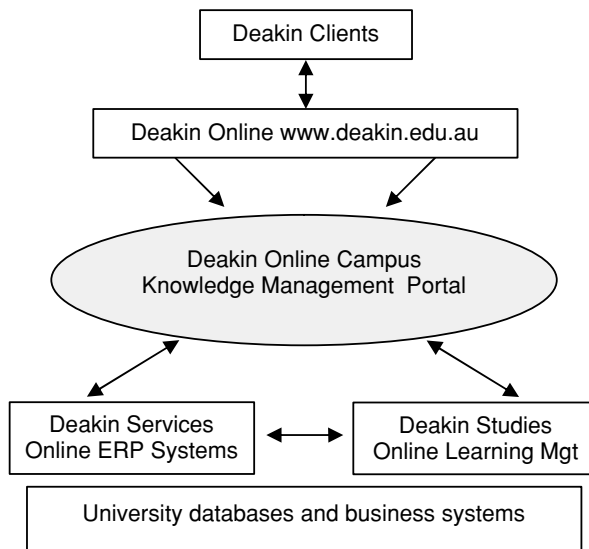 Deakin Clients
Deakin Online www.deakin.edu.au
Deakin Online Campus
Knowledge Management Portal
Deakin Services
Online ERP Systems
Deakin Studies
Online Learning Mgt
University databases and business systems